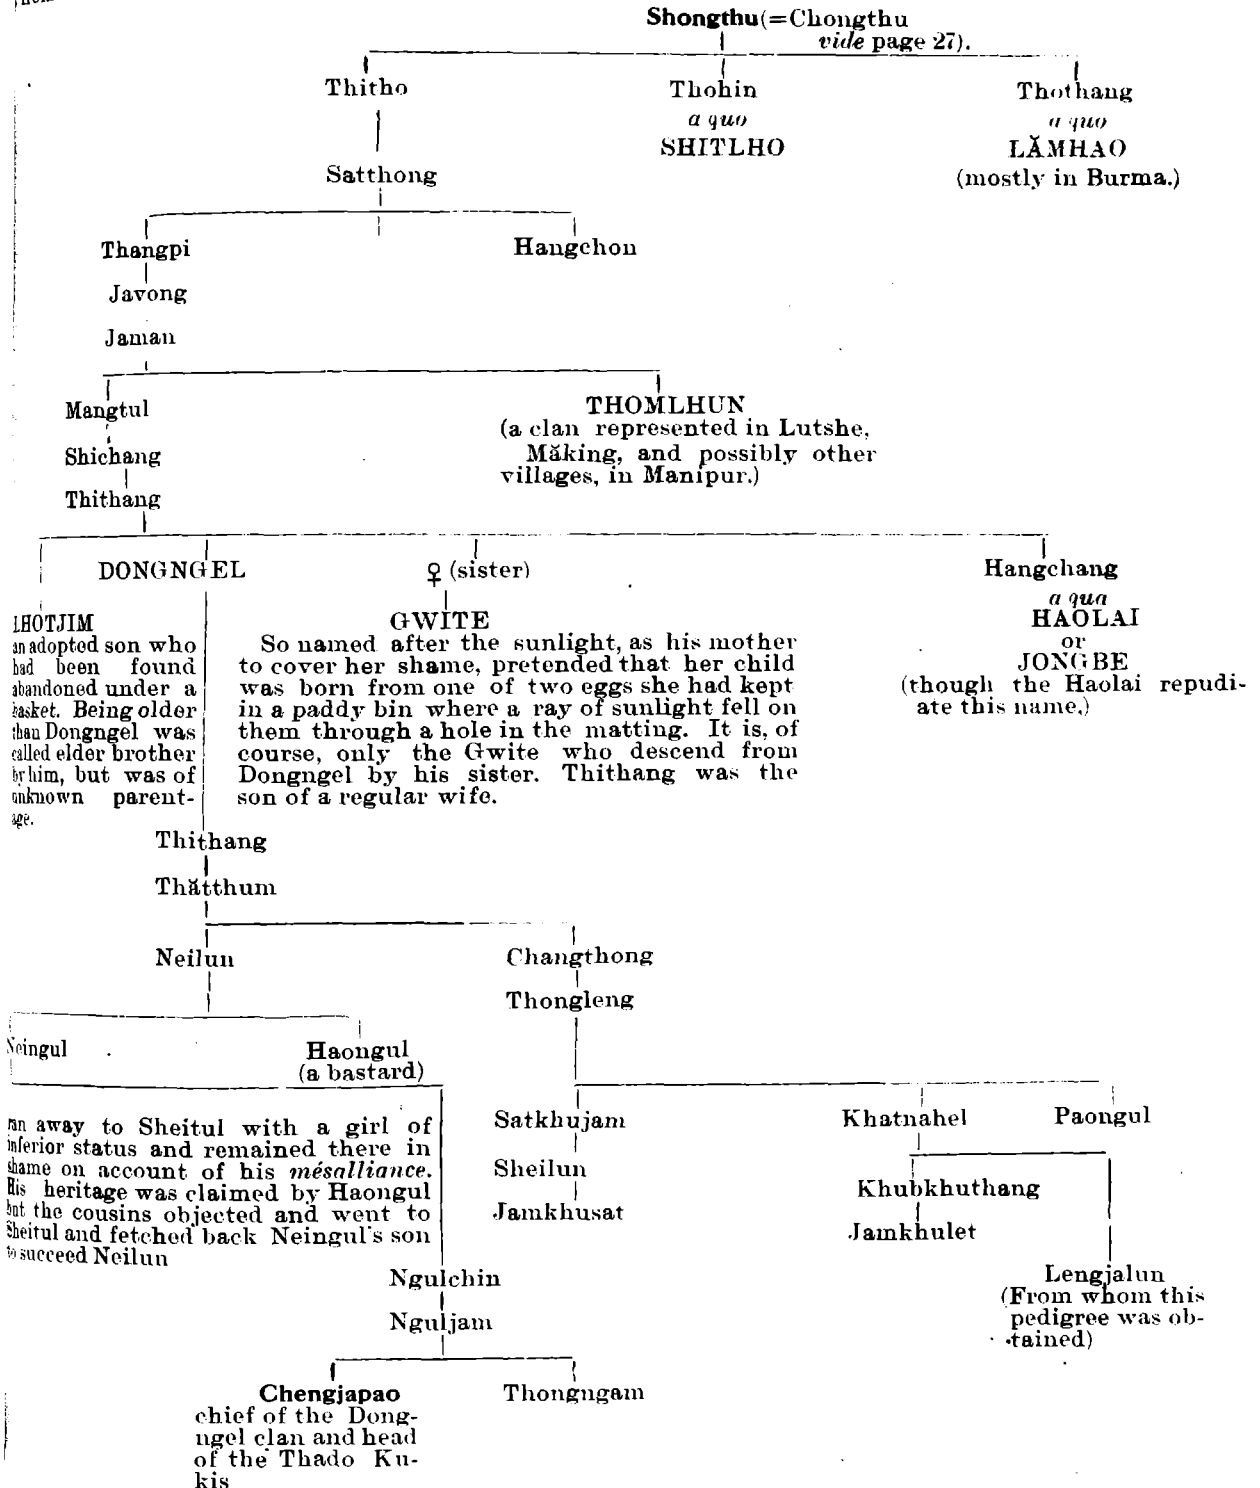 Shongthu(=Chongthu
vide page 27).
Thitho
Thohin
Thothang
a quo
a quo
SHITLHO
LĂMHAO
(mostly in Burma.)
Satthong
Thangpi
Hangchon
Javong
Jaman
Mangtul
THOMLHUN
(a clan represented in Lutshe,
Măking, and possibly other
villages, in Manipur.)
Shichang
Thithang
DONGNGEL
♀ (sister)
Hangchang
a qua
HAOLAI
or
JONGBE
(though the Haolai repudi-
ate this name.)
LHOTJIM
an adopted son who
had been found
abandoned under a
basket. Being older
than Dongngel was
called elder brother
by him, but was of
unknown parent-
age.
GWITE
So named after the sunlight, as his mother
to cover her shame, pretended that her child
was born from one of two eggs she had kept
in a paddy bin where a ray of sunlight fell on
them through a hole in the matting. It is, of
course, only the Gwite who descend from
Dongngel by his sister. Thithang was the
son of a regular wife.
Thithang
Thătthum
Neilun
Changthong
Thongleng
Neingul
Haongul
(a bastard)
ran away to Sheitul with a girl of
inferior status and remained there in
shame on account of his mésalliance.
His heritage was claimed by Haongul
but the cousins objected and went to
Sheitul and fetched back Neingul's son
to succeed Neilun
Satkhujam
Khatnahel
Paongul
Sheilun
Khubkhuthang
Jamkhusat
Jamkhulet
Lengjalun
(From whom this
pedigree was ob-
tained)
Ngulchin
Nguljam
Chengjapao
chief of the Dong-
ngel clan and head
of the Thado Ku-
kis
Thongngam